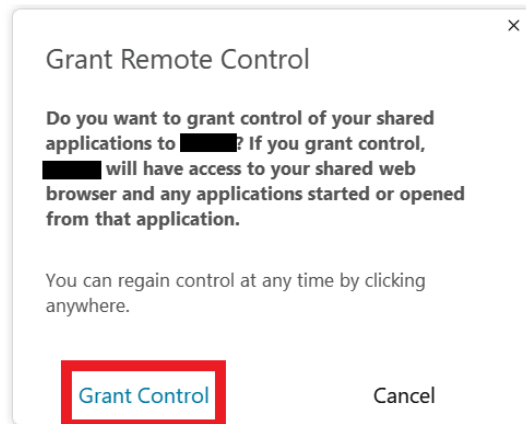 Grant Remote Control
Do you want to grant control of your shared
applications to ? If you grant control,
will have access to your shared web
browser and any applications started or opened
from that application.
You can regain control at any time by clicking
anywhere.
Grant Control
Cancel